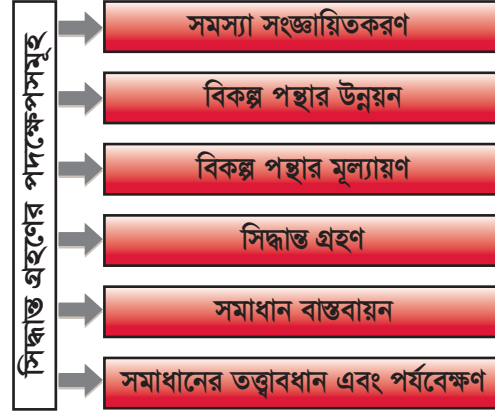 সিদ্ধান্ত গ্রহণের পদক্ষেপসমূহ
সমস্যা সংজ্ঞায়িতকরণ
বিকল্প পন্থার উন্নয়ন
বিকল্প পন্থার মূল্যায়ণ
সিদ্ধান্ত গ্রহণ
সমাধান বাস্তবায়ন
সমাধানের তত্ত্বাবধান এবং পর্যবেক্ষণ